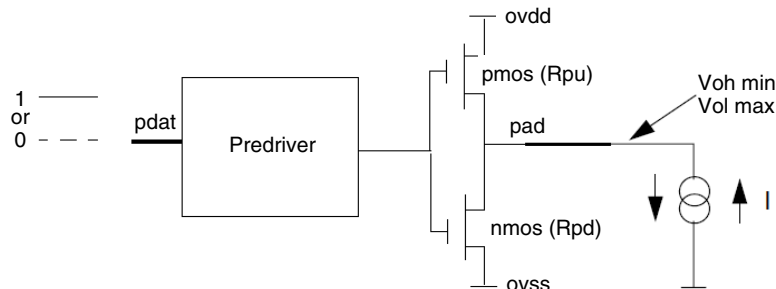 ovdd
pmos (Rpu)
Voh min
Vol max
1
or
0
pdat
Predriver
pad
I
nmos (Rpd)
ovss